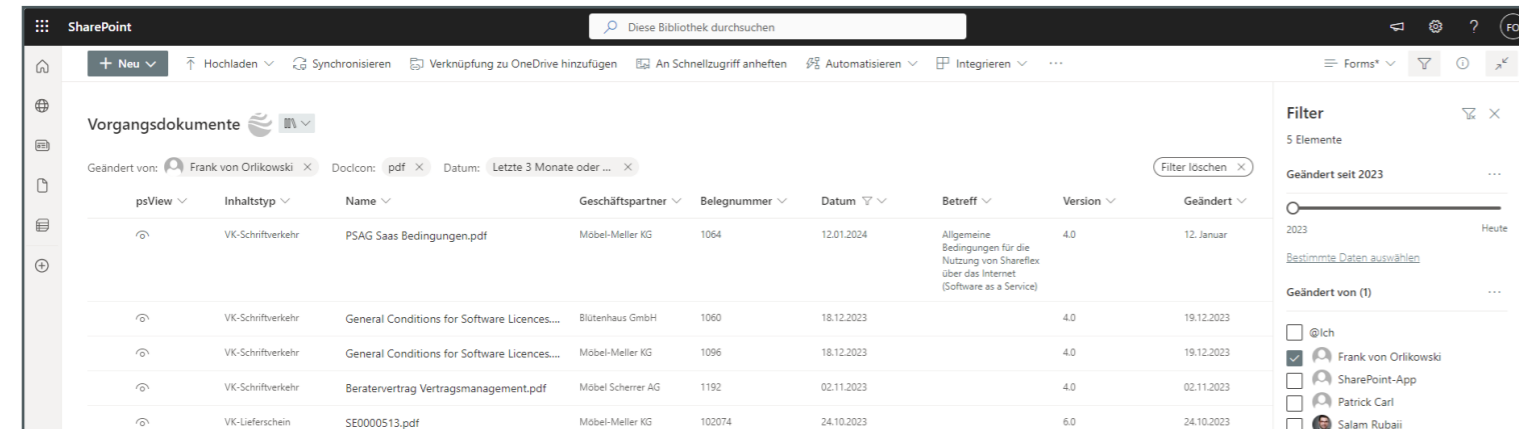 SharePoint
Diese Bibliothek durchsuchen
?
FO
+ Neu
Hochladen
Synchronisieren
Verknüpfung zu OneDrive hinzufügen
An Schnellzugriff anheften
Automatisieren
Integrieren
...
Forms*
Vorgangsdokumente
Geändert von: Frank von Orlikowski × DocIcon: pdf × Datum: Letzte 3 Monate oder ... ×
Filter löschen ×
psView Inhaltstyp Name Geschäftspartner Belegnummer Datum Betreff Version Geändert
VK-Schriftverkehr PSAG Saas Bedingungen.pdf Möbel-Meller KG 1064 12.01.2024 Allgemeine 4.0 12. Januar
Bedingungen für die
Nutzung von Shareflex
über das Internet
(Software as a Service)
VK-Schriftverkehr General Conditions for Software Licences.... Blütenhaus GmbH 1060 18.12.2023 4.0 19.12.2023
VK-Schriftverkehr General Conditions for Software Licences.... Möbel-Meller KG 1096 18.12.2023 4.0 19.12.2023
VK-Schriftverkehr Beratervertrag Vertragsmanagement.pdf Möbel Scherrer AG 1192 02.11.2023 4.0 02.11.2023
VK-Lieferschein SE0000513.pdf Möbel-Meller KG 102074 24.10.2023 6.0 24.10.2023
Filter
5 Elemente
Geändert seit 2023 ...
2023 Heute
Bestimmte Daten auswählen
Geändert von (1) ...
@Ich
Frank von Orlikowski
SharePoint-App
Patrick Carl
Salam Rubaii